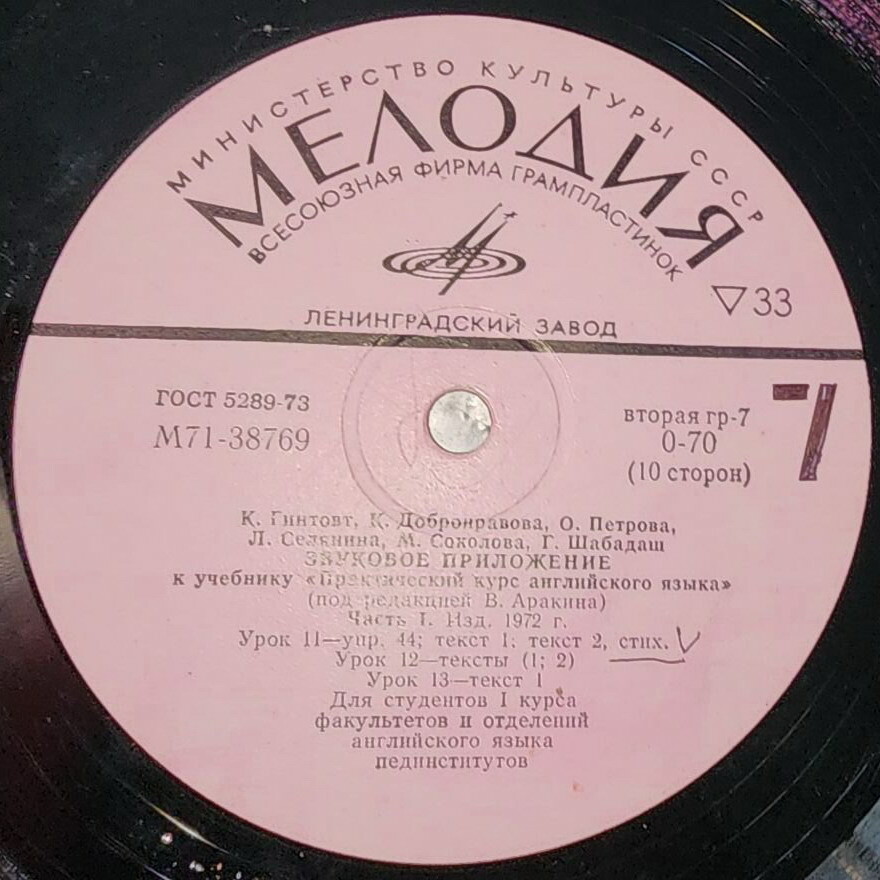 МИНИСТЕРСТВО КУЛЬТУРЫ СССР
МЕЛОДИЯ
ВСЕСОЮЗНАЯ ФИРМА ГРАМПЛАСТИНОК
▽33
ЛЕНИНГРАДСКИЙ ЗАВОД
ГОСТ 5289-73
М71-38769
вторая гр-7
0-70
(10 сторон)
7
К. Гинтовт, К. Добронравова, О. Петрова,
Л. Селянина, М. Соколова, Г. Шабадаш
ЗВУКОВОЕ ПРИЛОЖЕНИЕ
к учебнику «Практический курс английского языка»
(под редакцией В. Аракина)
Часть I. Изд. 1972 г.
Урок 11—упр. 44; текст 1; текст 2, стих.
Урок 12—тексты (1; 2)
Урок 13—текст 1
Для студентов I курса
факультетов и отделений
английского языка
пединститутов